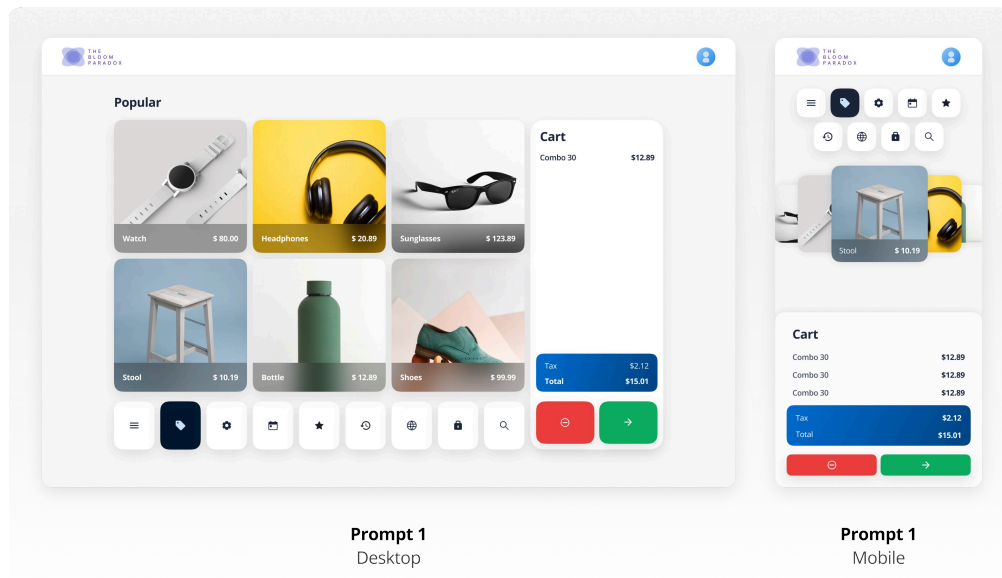 THE
BLOOM
PARADOX
Popular
Watch $ 80.00
Headphones $ 20.89
Sunglasses $ 123.89
Stool $ 10.19
Bottle $ 12.89
Shoes $ 99.99
Cart
Combo 30 $12.89
Tax $2.12
Total $15.01
Prompt 1
Desktop
THE
BLOOM
PARADOX
Stool $ 10.19
Cart
Combo 30 $12.89
Combo 30 $12.89
Combo 30 $12.89
Tax $2.12
Total $15.01
Prompt 1
Mobile